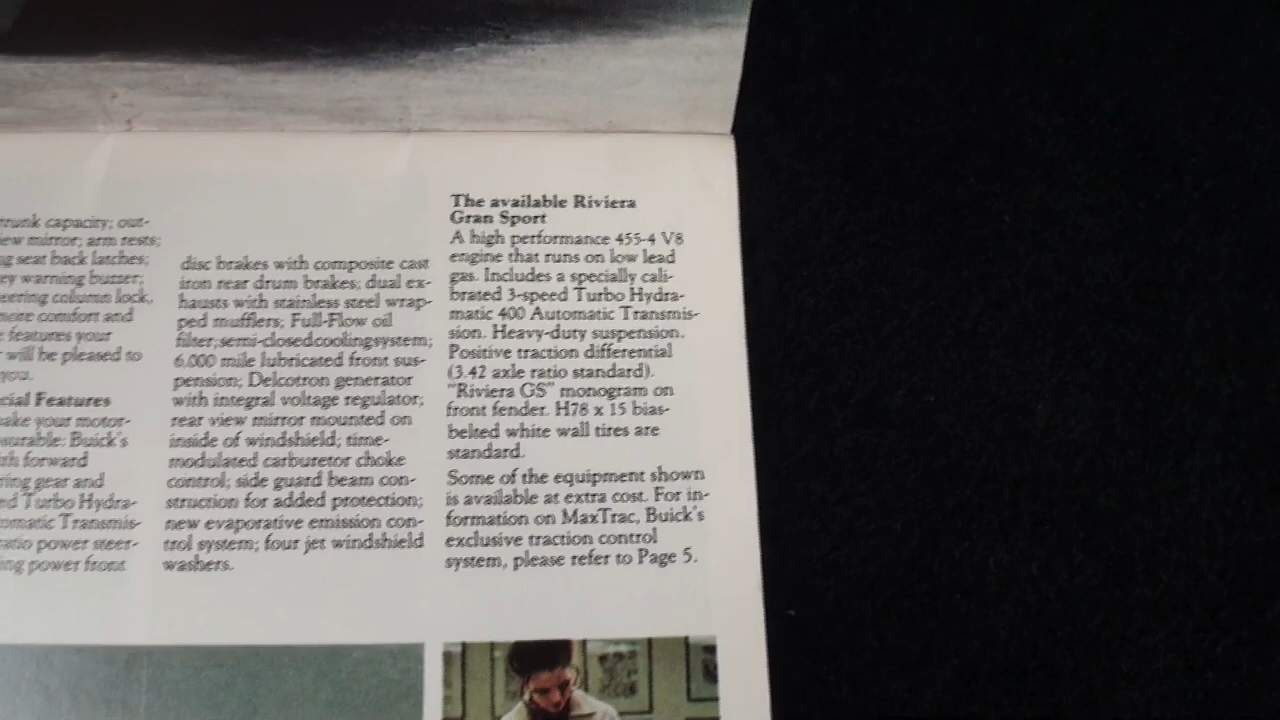 trunk capacity; out-
view mirror; arm rests;
seat back latches;
key warning buzzer;
steering column lock,
more comfort and
features your
will be pleased to
you.
Special Features
make your motor-
Buick's
with forward
gear and
Turbo Hydra-
matic Transmis-
ratio power steer-
ing power front
disc brakes with composite cast
iron rear drum brakes; dual ex-
hausts with stainless steel wrap-
ped mufflers; Full-Flow oil
filter; semi-closed cooling system;
6,000 mile lubricated front sus-
pension; Delcotron generator
with integral voltage regulator;
rear view mirror mounted on
inside of windshield; time-
modulated carburetor choke
control; side guard beam con-
struction for added protection;
new evaporative emission con-
trol system; four jet windshield
washers.
The available Riviera
Gran Sport
A high performance 455-4 V8
engine that runs on low lead
gas. Includes a specially cali-
brated 3-speed Turbo Hydra-
matic 400 Automatic Transmis-
sion. Heavy-duty suspension.
Positive traction differential
(3.42 axle ratio standard).
"Riviera GS" monogram on
front fender. H78 x 15 bias-
belted white wall tires are
standard.
Some of the equipment shown
is available at extra cost. For in-
formation on MaxTrac, Buick's
exclusive traction control
system, please refer to Page 5.